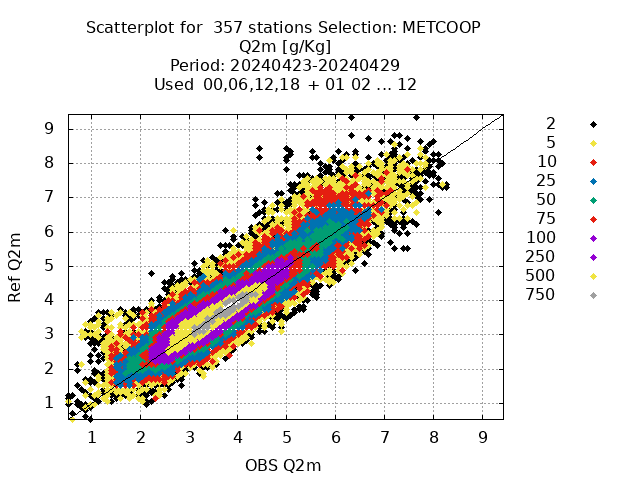 Scatterplot for  357 stations Selection: METCOOP
Q2m [g/Kg]
Period: 20240423-20240429
Used  00,06,12,18 + 01 02 ... 12
Ref Q2m
9
8
7
6
5
4
3
2
1
1 2 3 4 5 6 7 8 9
OBS Q2m
2
5
10
25
50
75
100
250
500
750